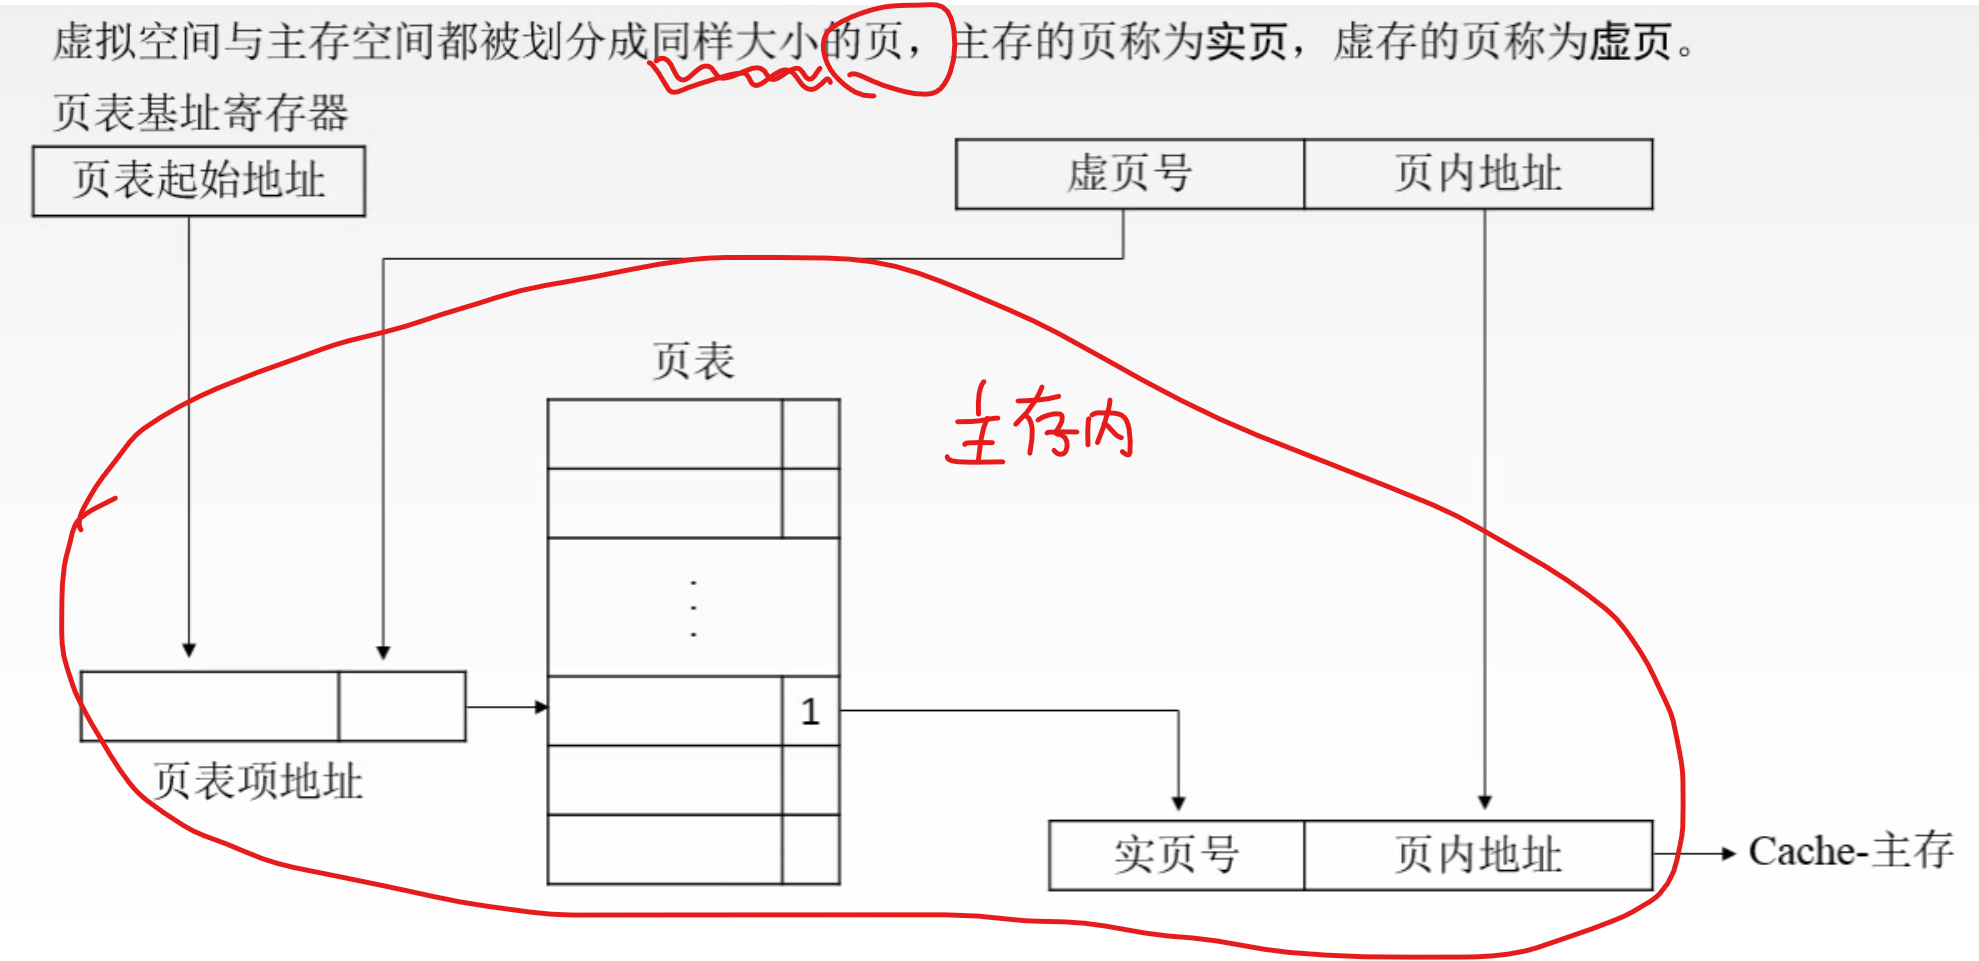 虚拟空间与主存空间都被划分成同样大小的页，主存的页称为实页，虚存的页称为虚页。
页表基址寄存器
页表起始地址
虚页号 页内地址
页表
主存内
1
页表项地址
实页号 页内地址
Cache-主存